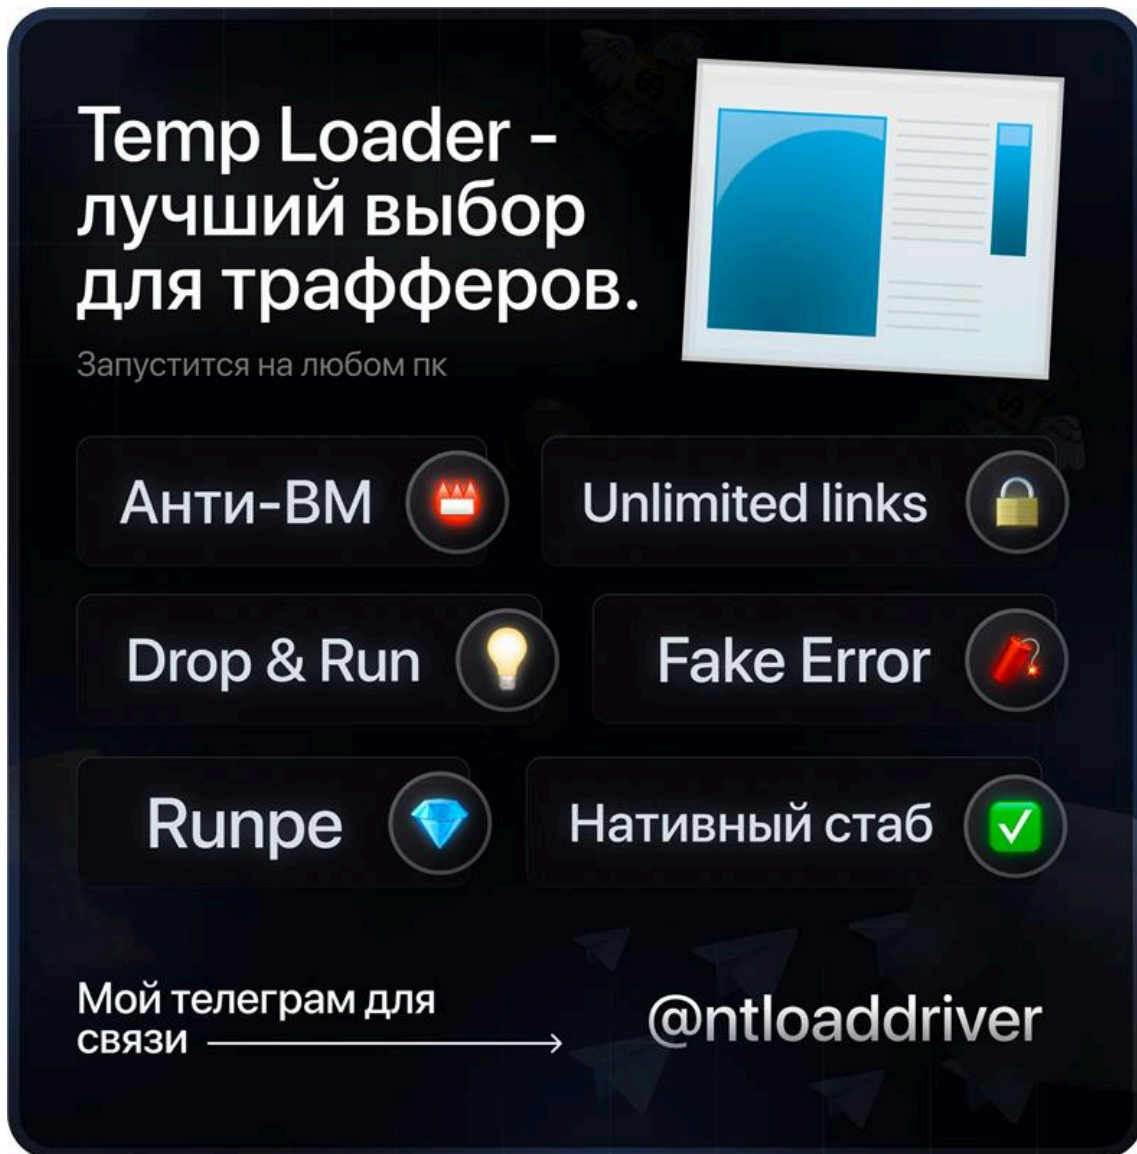 Temp Loader -
лучший выбор
для трафферов.
Запустится на любом пк
Анти-ВМ
Unlimited links
Drop & Run
Fake Error
Runpe
Нативный стаб
Мой телеграм для
связи
@ntloaddriver